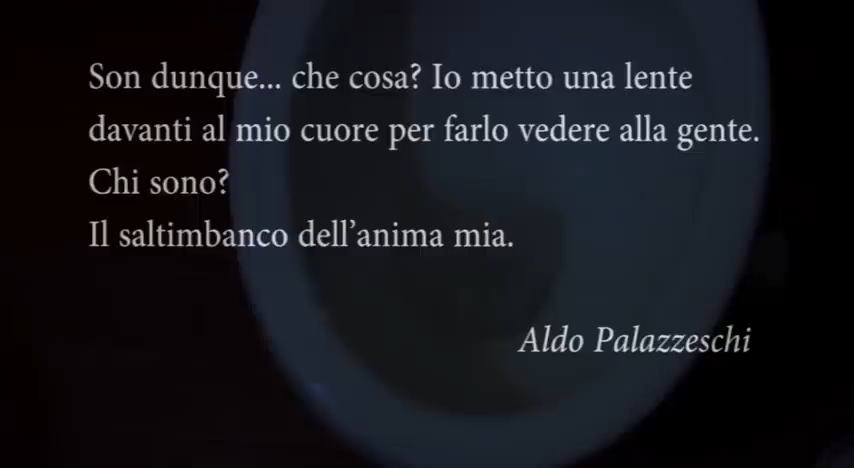 Son dunque... che cosa? Io metto una lente
davanti al mio cuore per farlo vedere alla gente.
Chi sono?
Il saltimbanco dell'anima mia.
Aldo Palazzeschi